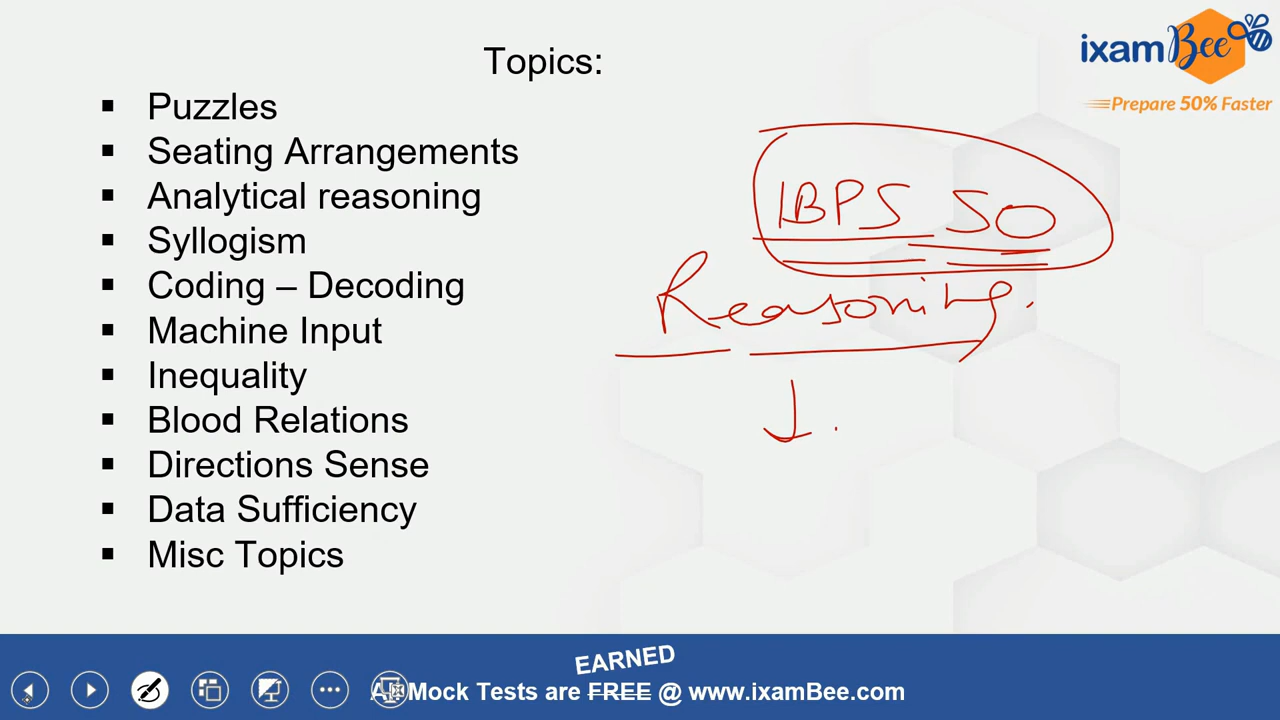 Topics:
▪ Puzzles
▪ Seating Arrangements
▪ Analytical reasoning
▪ Syllogism
▪ Coding – Decoding
▪ Machine Input
▪ Inequality
▪ Blood Relations
▪ Directions Sense
▪ Data Sufficiency
▪ Misc Topics
ixamBee
Prepare 50% Faster
IBPS SO
Reasoning.
EARNED
Mock Tests are FREE @ www.ixamBee.com